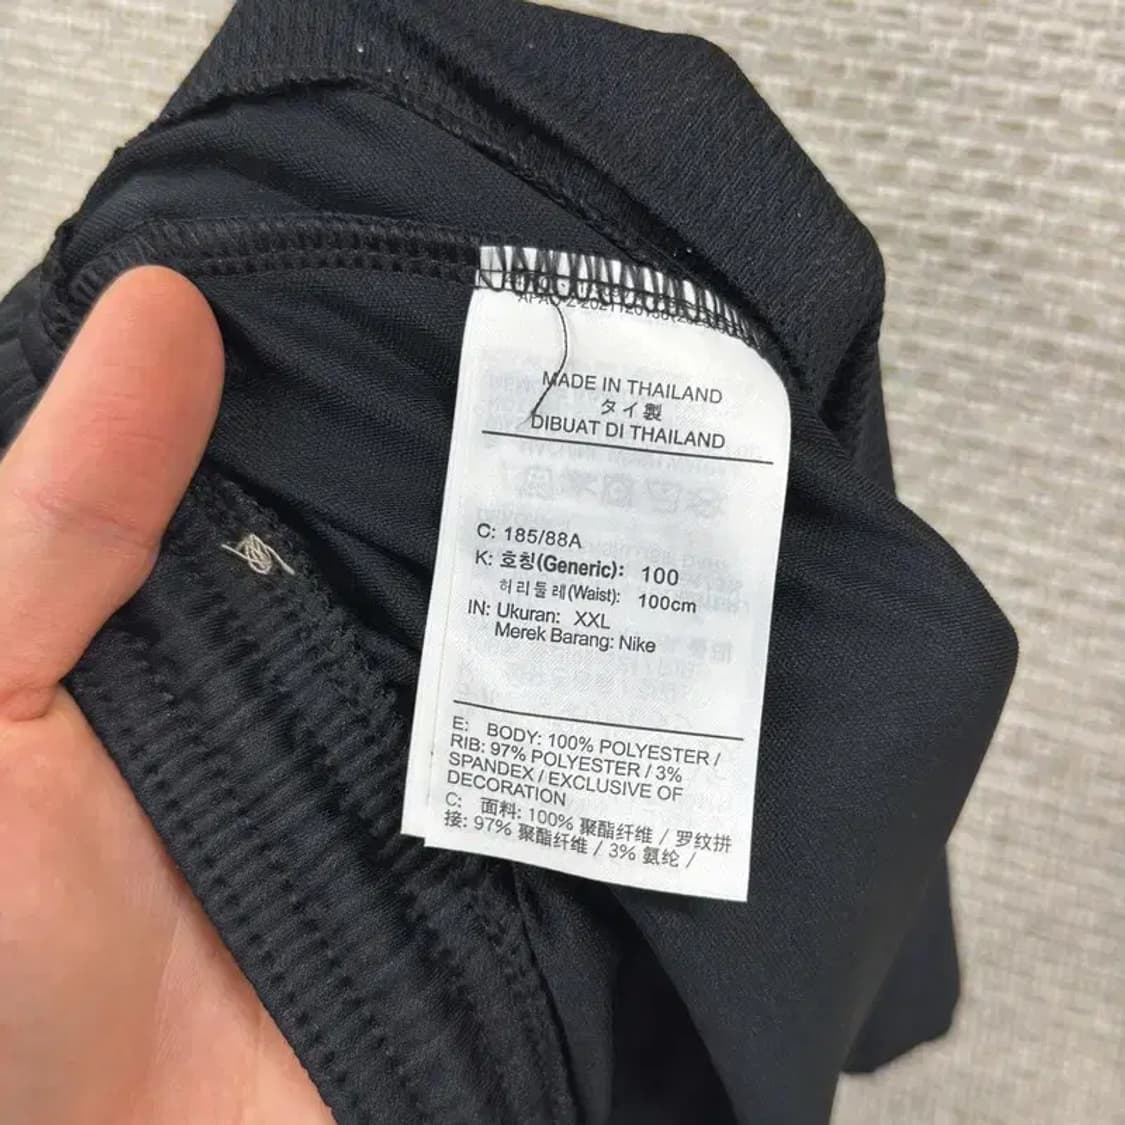 MADE IN THAILAND
タイ製
DIBUAT DI THAILAND
C: 185/88A
K: 호칭(Generic): 100
허리둘레(Waist): 100cm
IN: Ukuran: XXL
Merek Barang: Nike
E: BODY: 100% POLYESTER /
RIB: 97% POLYESTER / 3%
SPANDEX / EXCLUSIVE OF
DECORATION
C: 面料: 100% 聚酯纤维 / 罗纹拼
接: 97% 聚酯纤维 / 3% 氨纶 /